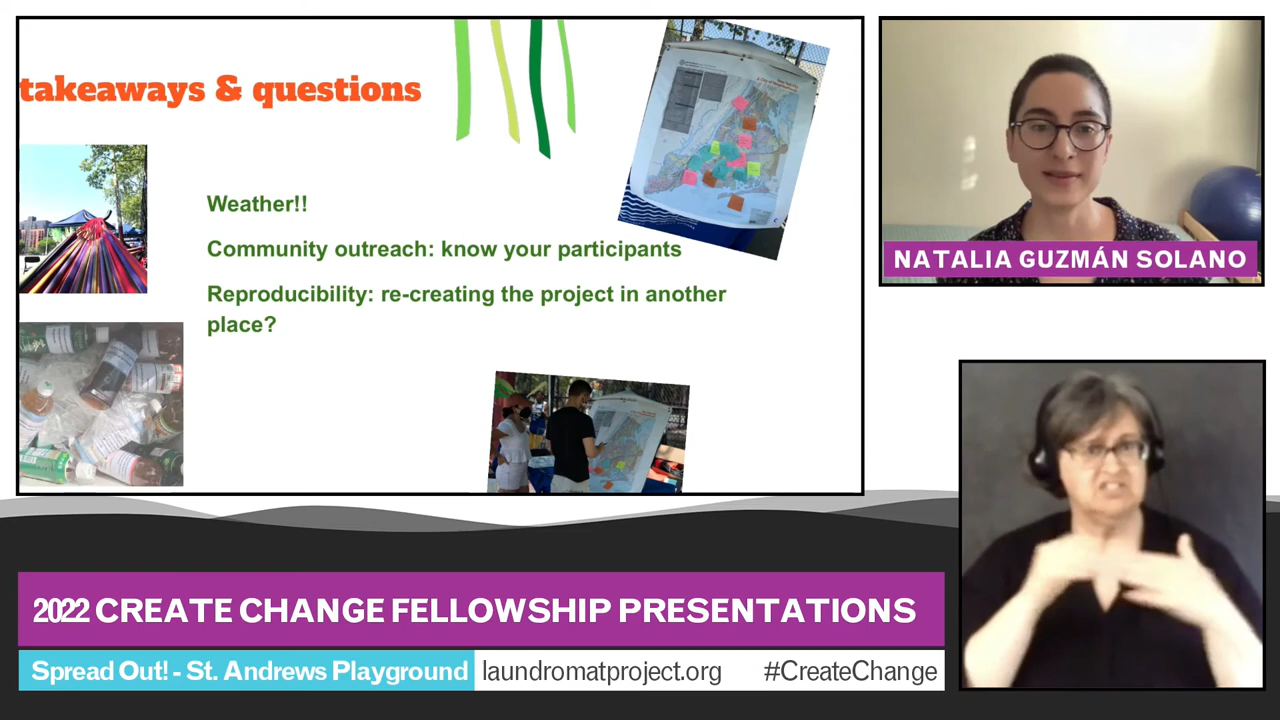 takeaways & questions
Weather!!
Community outreach: know your participants
Reproducibility: re-creating the project in another
place?
NATALIA GUZMÁN SOLANO
2022 CREATE CHANGE FELLOWSHIP PRESENTATIONS
Spread Out! - St. Andrews Playground
laundromatproject.org
#CreateChange